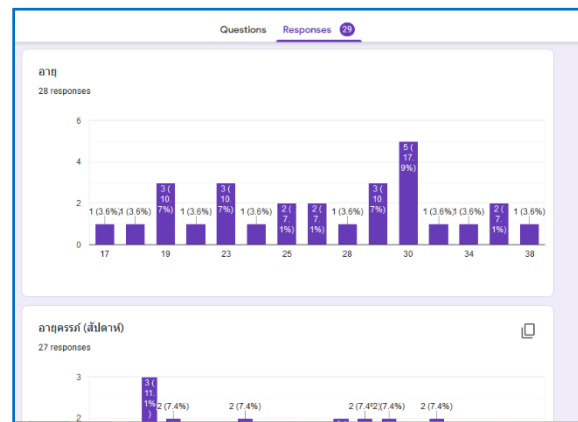 Questions Responses 29
อายุ
28 responses
6
4
2
0
1 (3.6%) 1 (3.6%) 3 (10.7%) 1 (3.6%) 3 (10.7%) 1 (3.6%) 2 (7.1%) 2 (7.1%) 1 (3.6%) 3 (10.7%) 5 (17.9%) 1 (3.6%) 1 (3.6%) 2 (7.1%) 1 (3.6%)
17 19 23 25 28 30 34 38
อายุครรภ์ (สัปดาห์)
27 responses
3
2
3 (11.1%) 2 (7.4%) 2 (7.4%) 2 (7.4%) 2 (7.4%) 2 (7.4%)